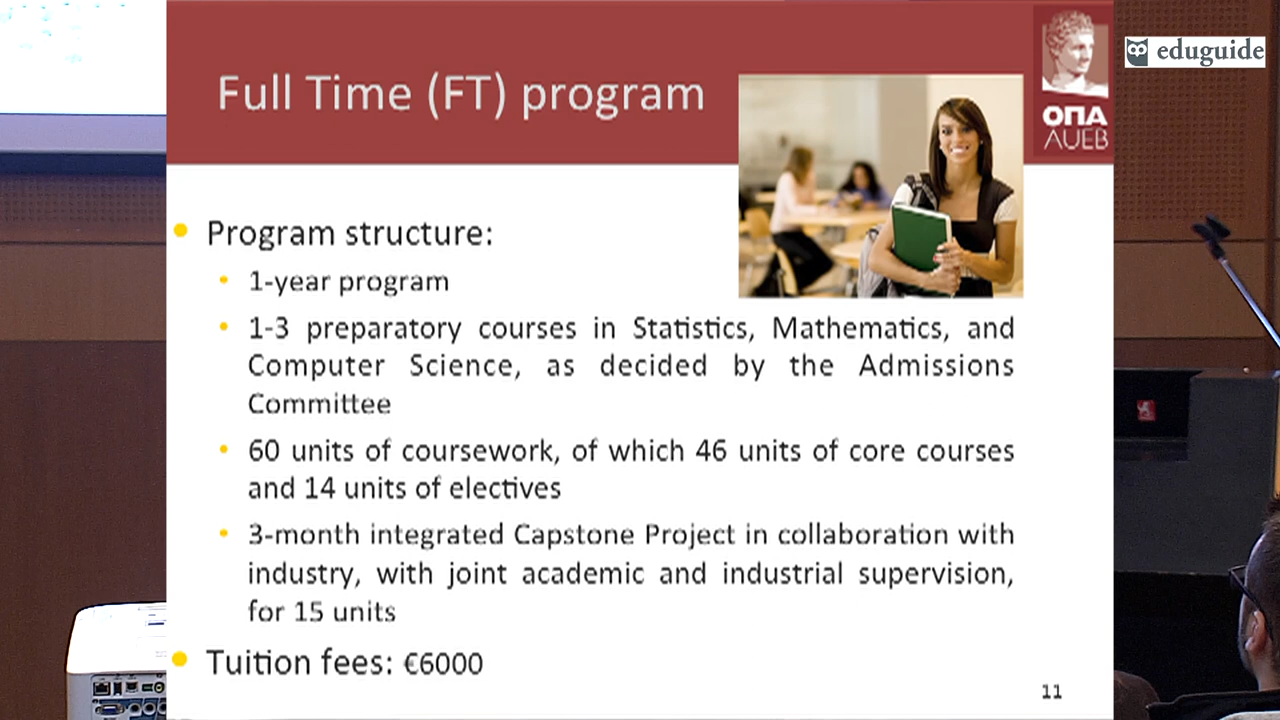 Full Time (FT) program
ΟΠΑ
AUEB
eduguide
• Program structure:
• 1-year program
• 1-3 preparatory courses in Statistics, Mathematics, and
Computer Science, as decided by the Admissions
Committee
• 60 units of coursework, of which 46 units of core courses
and 14 units of electives
• 3-month integrated Capstone Project in collaboration with
industry, with joint academic and industrial supervision,
for 15 units
• Tuition fees: €6000
11